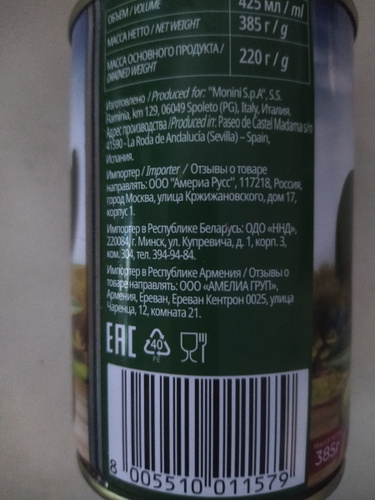 ОБЪЕМ / VOLUME 425 мл / ml
МАССА НЕТТО / NET WEIGHT 385 г / g
МАССА ОСНОВНОГО ПРОДУКТА / 220 г / g
DRAINED WEIGHT
Изготовлено / Produced for: "Monini S.p.A", S.S.
Flaminia, km 129, 06049 Spoleto (PG), Italy, Италия.
Адрес производства / Produced in: Paseo de Castel Madama s/n
41590 - La Roda de Andalucía (Sevilla) – Spain,
Испания.
Импортер / Importer / Отзывы о товаре
направлять: ООО "Америа Русс", 117218, Россия,
город Москва, улица Кржижановского, дом 17,
корпус 1.
Импортер в Республике Беларусь: ОДО «ННД»,
220084, г. Минск, ул. Купревича, д. 1, корп. 3,
ком. 304, тел. 394-94-84.
Импортер в Республике Армения / Отзывы о
товаре направлять: ООО «АМЕЛИА ГРУП»,
Армения, Ереван, Ереван Кентрон 0025, улица
Чаренца, 12, комната 21.
EAC 40
FE
8 005510 011579
385г